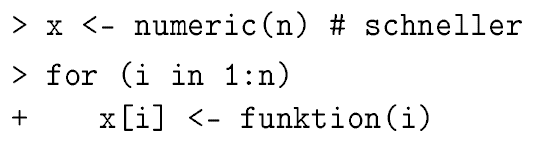 > x <- numeric(n) # schneller
> for (i in 1:n)
+    x[i] <- funktion(i)